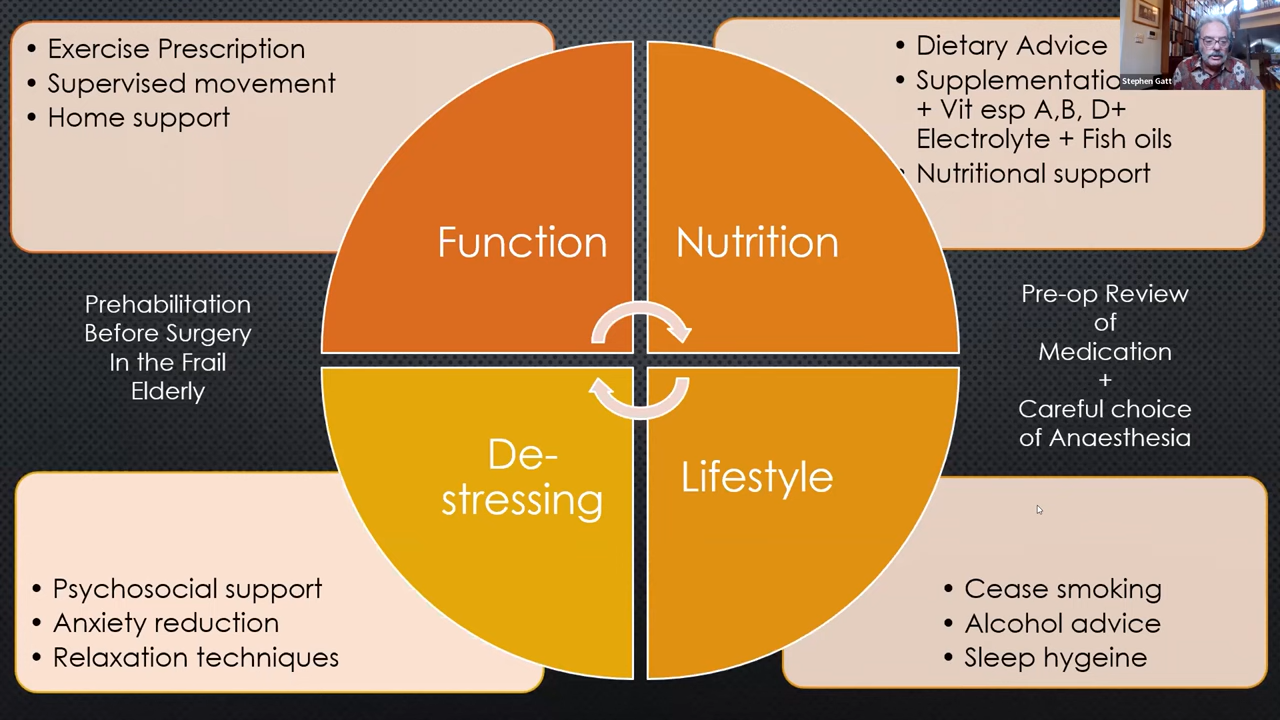 • Exercise Prescription
• Supervised movement
• Home support
• Dietary Advice
• Supplementatio
+ Vit esp A,B, D+
Electrolyte + Fish oils
• Nutritional support
Stephen Gatt
Function
Nutrition
Prehabilitation
Before Surgery
In the Frail
Elderly
Pre-op Review
of
Medication
+
Careful choice
of Anaesthesia
De-
stressing
Lifestyle
• Psychosocial support
• Anxiety reduction
• Relaxation techniques
• Cease smoking
• Alcohol advice
• Sleep hygeine